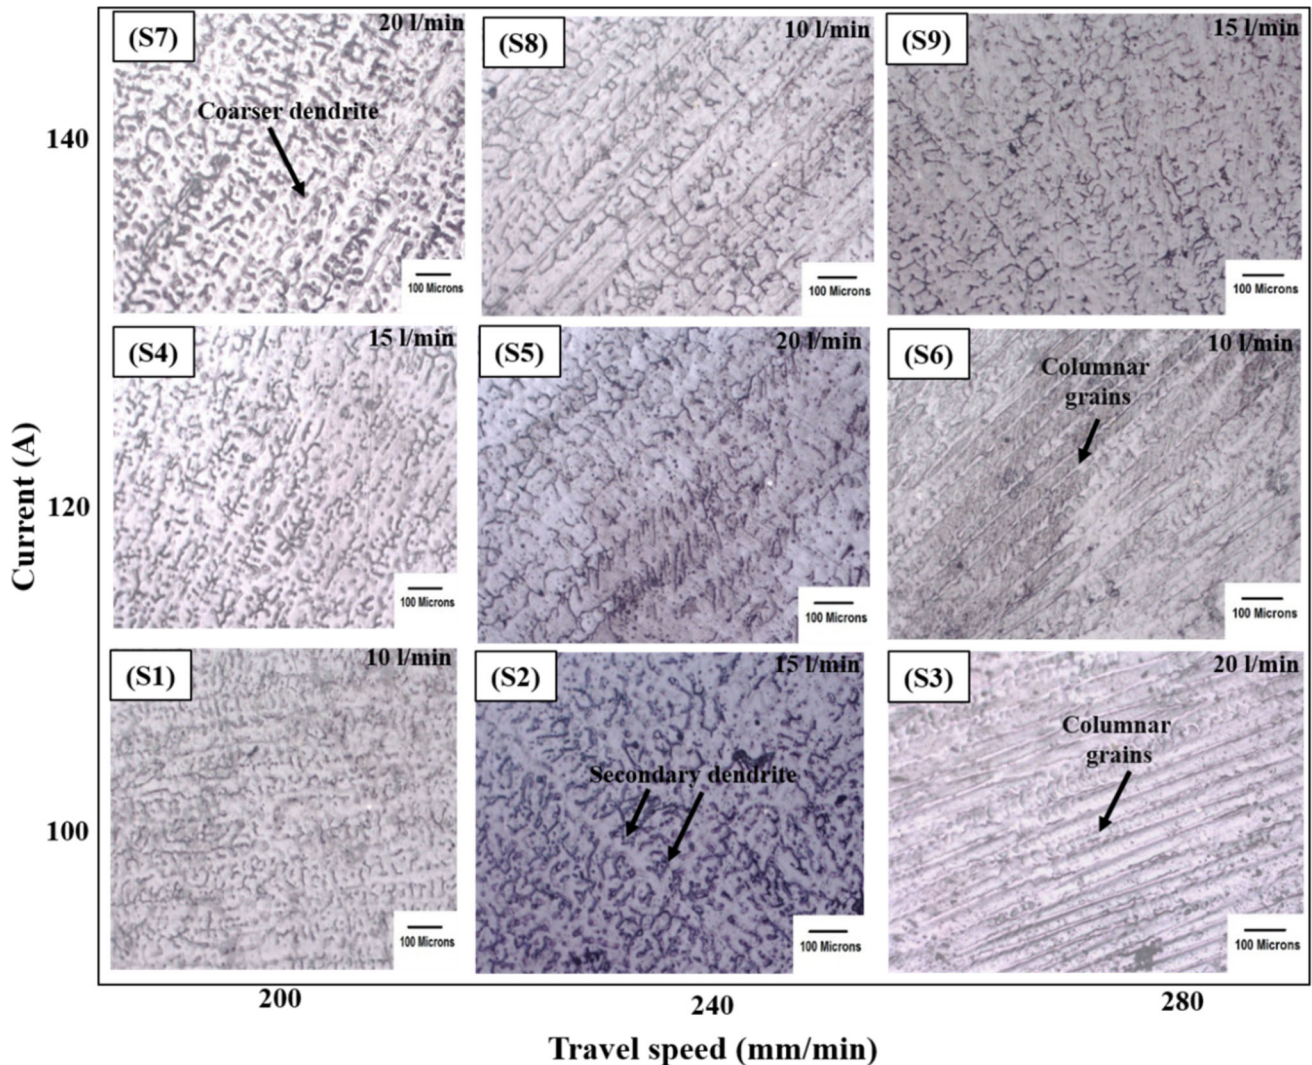 (S7)
20 l/min
Coarser dendrite
100 Microns
(S8)
10 l/min
100 Microns
(S9)
15 l/min
100 Microns
140
(S4)
15 l/min
100 Microns
(S5)
20 l/min
100 Microns
(S6)
10 l/min
Columnar
grains
100 Microns
120
Current (A)
(S1)
10 l/min
100 Microns
(S2)
15 l/min
Secondary dendrite
100 Microns
(S3)
20 l/min
Columnar
grains
100 Microns
100
200
240
280
Travel speed (mm/min)